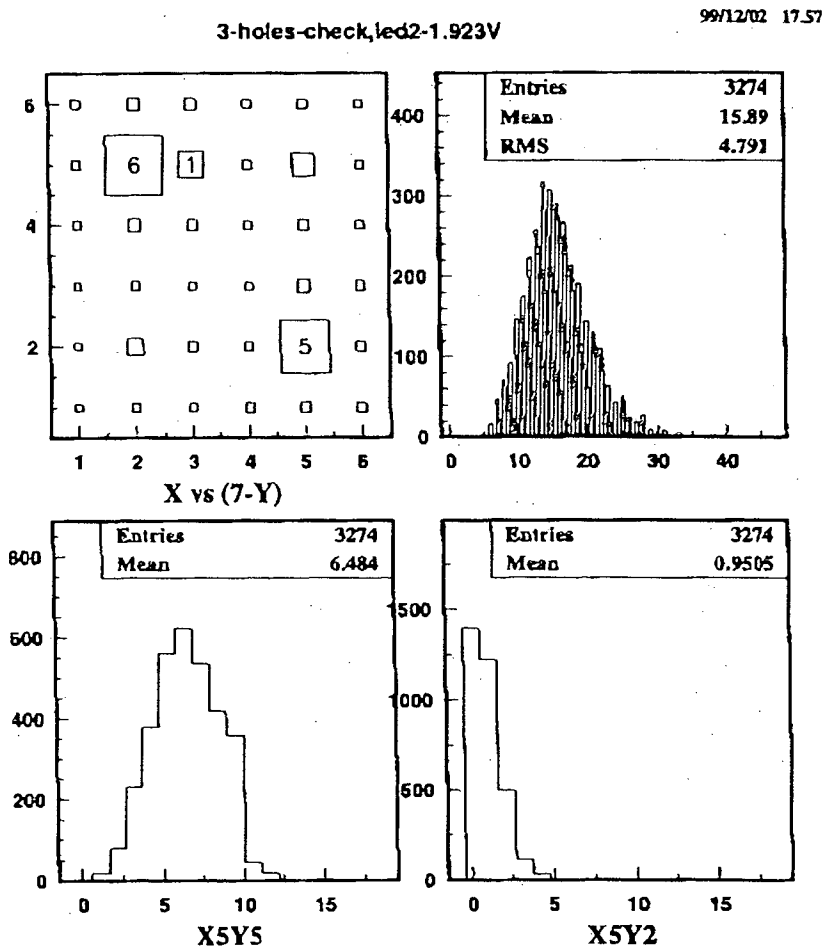 99/12/02 17.57
3-holes-check,led2-1.923V
6
4
2
6 1
5
1 2 3 4 5 6
X vs (7-Y)
Entries 3274
Mean 15.89
RMS 4.791
400
300
200
100
0
0 10 20 30 40
Entries 3274
Mean 6.484
800
600
400
200
0
0 5 10 15
X5Y5
Entries 3274
Mean 0.9505
1500
1000
500
0
0 5 10 15
X5Y2